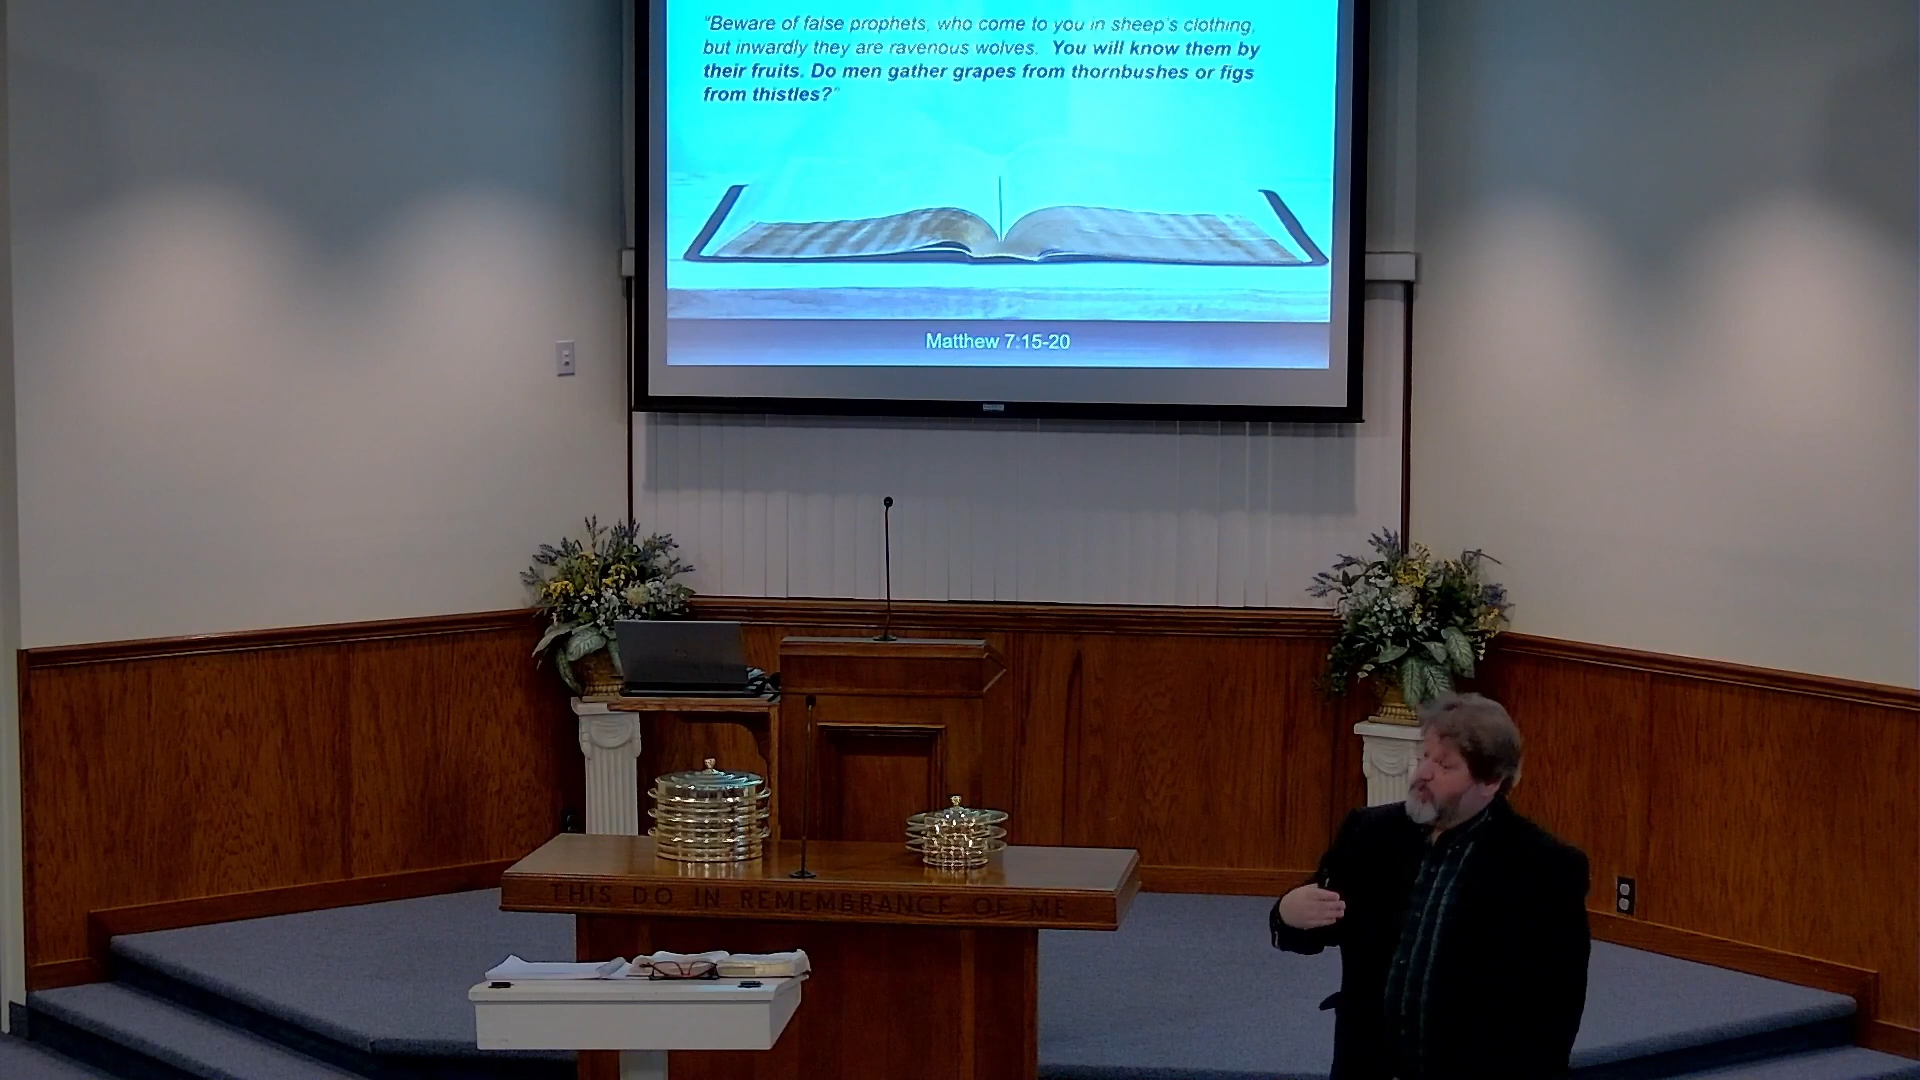 "Beware of false prophets, who come to you in sheep's clothing,
but inwardly they are ravenous wolves. You will know them by
their fruits. Do men gather grapes from thornbushes or figs
from thistles?"
Matthew 7:15-20
THIS DO IN REMEMBRANCE OF ME